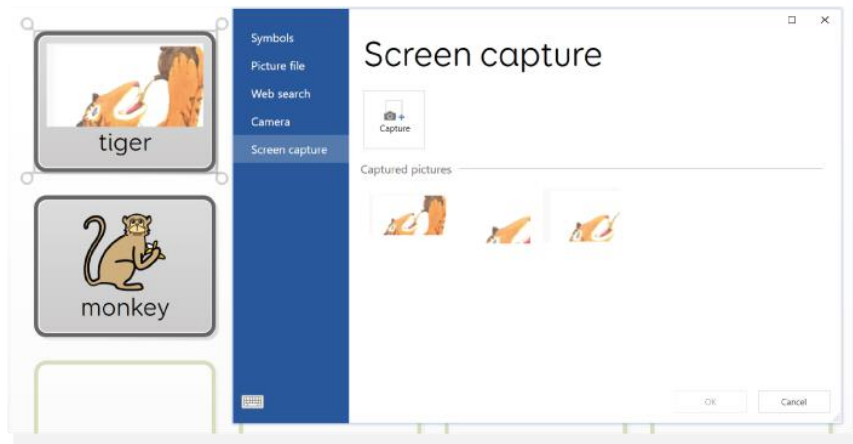 tiger
monkey
Symbols
Picture file
Web search
Camera
Screen capture
Screen capture
Capture
Captured pictures
OK
Cancel